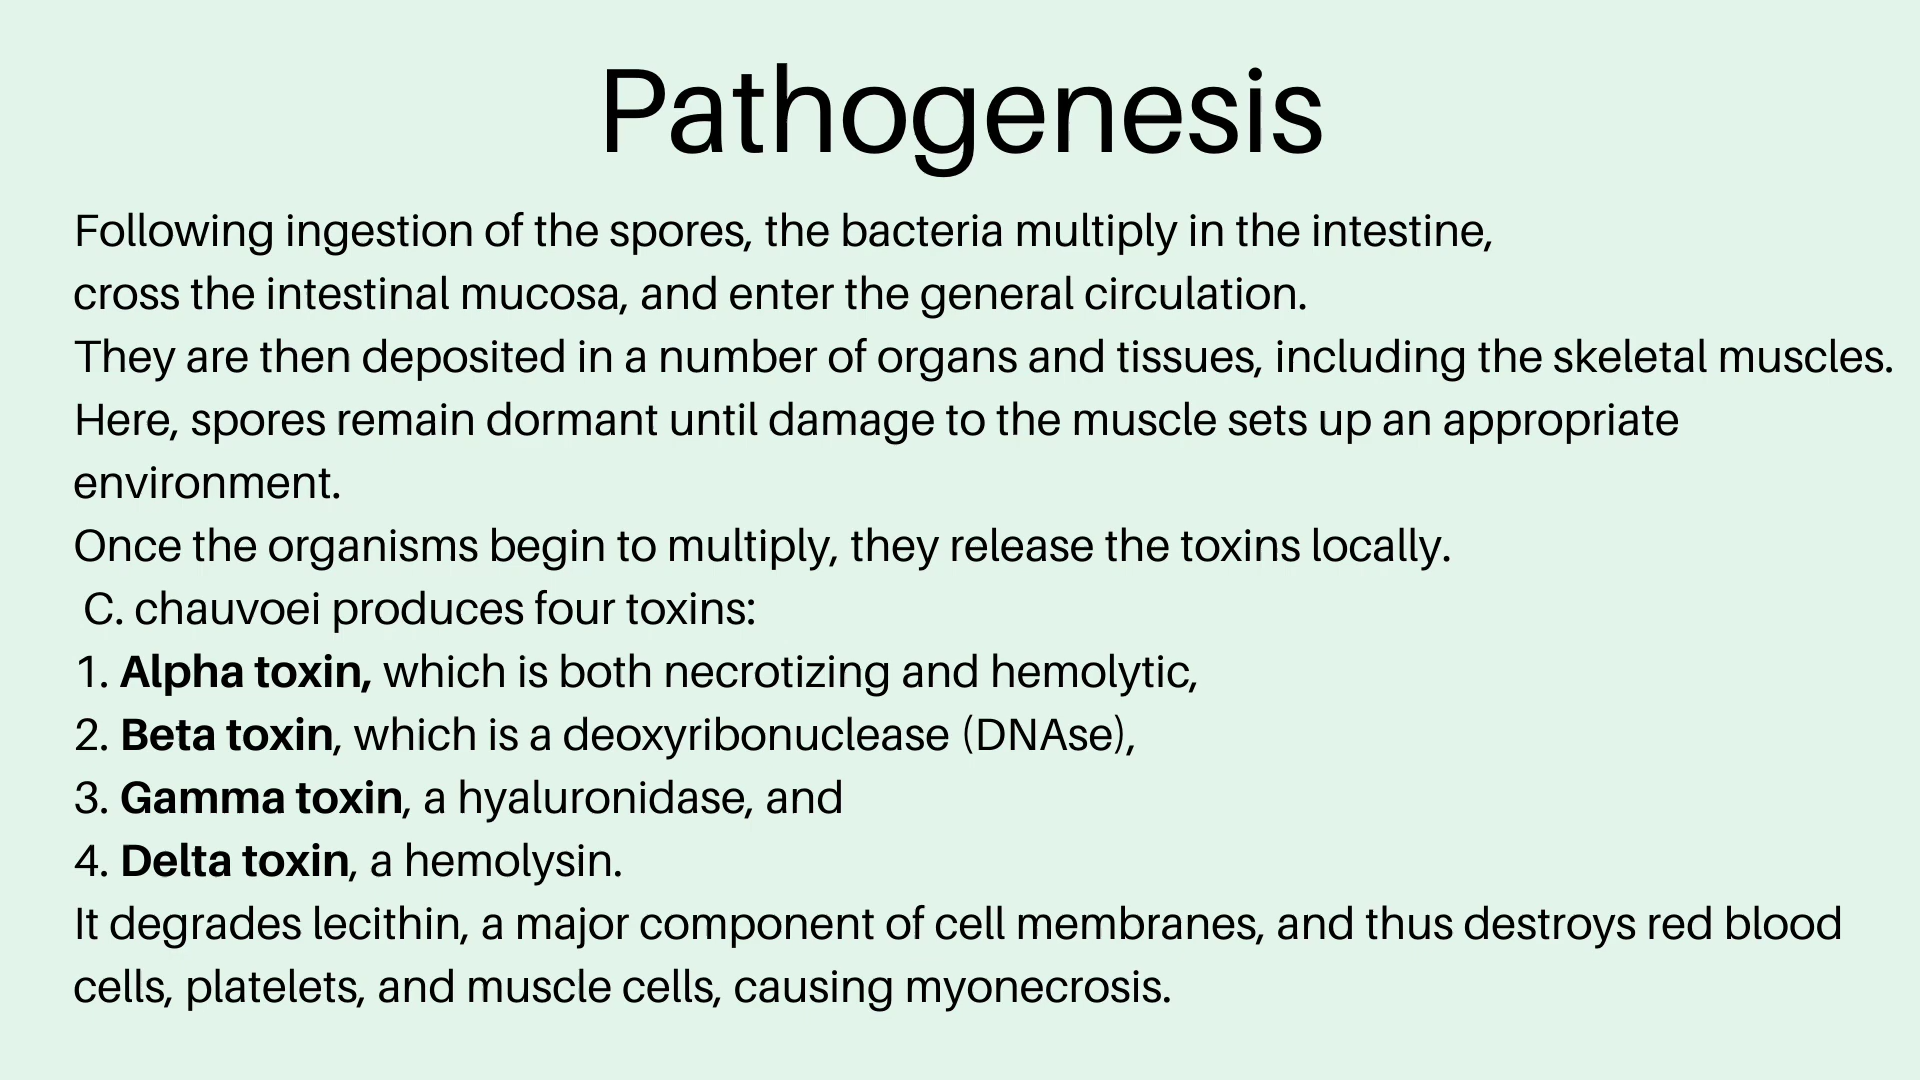 Pathogenesis
Following ingestion of the spores, the bacteria multiply in the intestine,
cross the intestinal mucosa, and enter the general circulation.
They are then deposited in a number of organs and tissues, including the skeletal muscles.
Here, spores remain dormant until damage to the muscle sets up an appropriate
environment.
Once the organisms begin to multiply, they release the toxins locally.
C. chauvoei produces four toxins:
1. Alpha toxin, which is both necrotizing and hemolytic,
2. Beta toxin, which is a deoxyribonuclease (DNAse),
3. Gamma toxin, a hyaluronidase, and
4. Delta toxin, a hemolysin.
It degrades lecithin, a major component of cell membranes, and thus destroys red blood
cells, platelets, and muscle cells, causing myonecrosis.